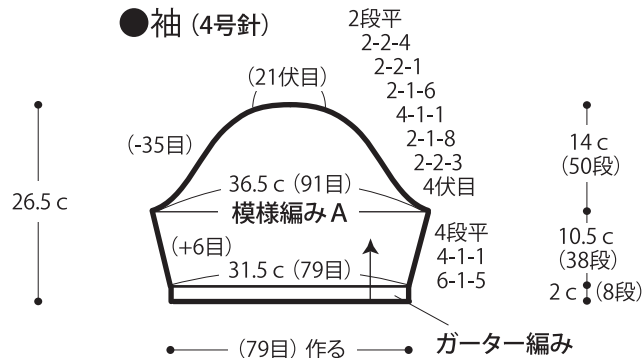 ●袖 (4号針)
2段平
2-2-4
2-2-1
2-1-6
4-1-1
2-1-8
2-2-3
4伏目
(21伏目)
(-35目)
36.5 c (91目)
模様編み A
(+6目)
31.5 c (79目)
4段平
4-1-1
6-1-5
26.5 c
14 c
(50段)
10.5 c
(38段)
2 c (8段)
(79目) 作る
ガーター編み